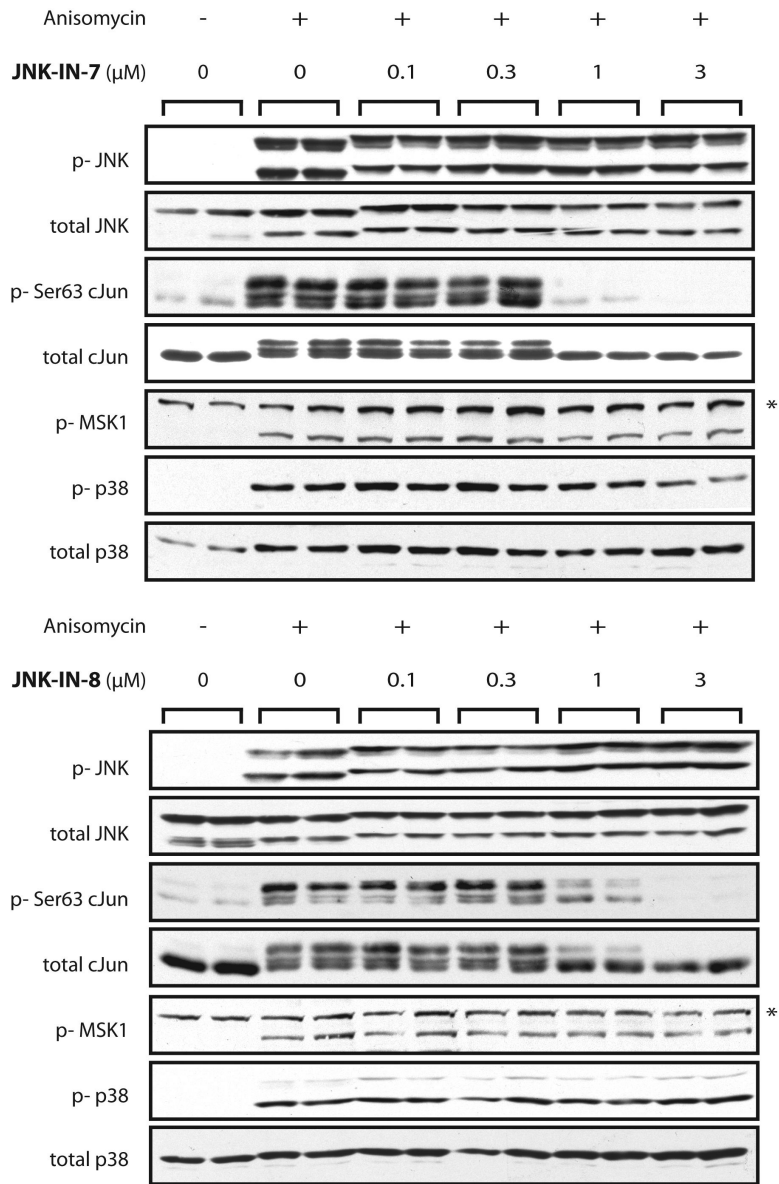 Anisomycin - + + + + +
JNK-IN-7 (μM) 0 0 0.1 0.3 1 3
p- JNK
total JNK
p- Ser63 cJun
total cJun
p- MSK1 *
p- p38
total p38
Anisomycin - + + + + +
JNK-IN-8 (μM) 0 0 0.1 0.3 1 3
p- JNK
total JNK
p- Ser63 cJun
total cJun
p- MSK1 *
p- p38
total p38